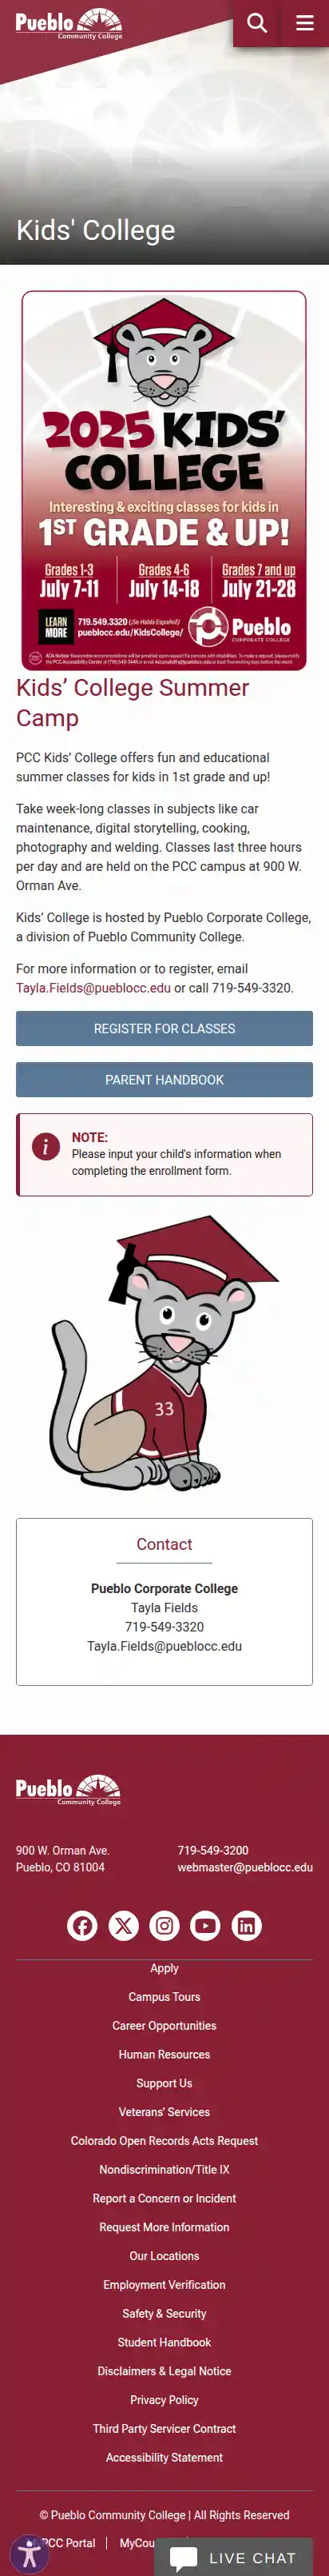 Pueblo
Community College
Kids' College
2025 KIDS'
COLLEGE
Interesting & exciting classes for kids in
1ST GRADE & UP!
Grades 1-3
July 7-11
Grades 4-6
July 14-18
Grades 7 and up
July 21-28
LEARN
MORE
719.549.3320 (Se Habla Español)
pueblocc.edu/KidsCollege/
Pueblo
CORPORATE COLLEGE
Kids' College Summer
Camp
PCC Kids' College offers fun and educational
summer classes for kids in 1st grade and up!
Take week-long classes in subjects like car
maintenance, digital storytelling, cooking,
photography and welding. Classes last three hours
per day and are held on the PCC campus at 900 W.
Orman Ave.
Kids' College is hosted by Pueblo Corporate College,
a division of Pueblo Community College.
For more information or to register, email
Tayla.Fields@pueblocc.edu or call 719-549-3320.
REGISTER FOR CLASSES
PARENT HANDBOOK
NOTE:
Please input your child's information when
completing the enrollment form.
33
Contact
Pueblo Corporate College
Tayla Fields
719-549-3320
Tayla.Fields@pueblocc.edu
Pueblo
Community College
900 W. Orman Ave.
Pueblo, CO 81004
719-549-3200
webmaster@pueblocc.edu
Apply
Campus Tours
Career Opportunities
Human Resources
Support Us
Veterans' Services
Colorado Open Records Acts Request
Nondiscrimination/Title IX
Report a Concern or Incident
Request More Information
Our Locations
Employment Verification
Safety & Security
Student Handbook
Disclaimers & Legal Notice
Privacy Policy
Third Party Servicer Contract
Accessibility Statement
© Pueblo Community College | All Rights Reserved
PCC Portal
LIVE CHAT